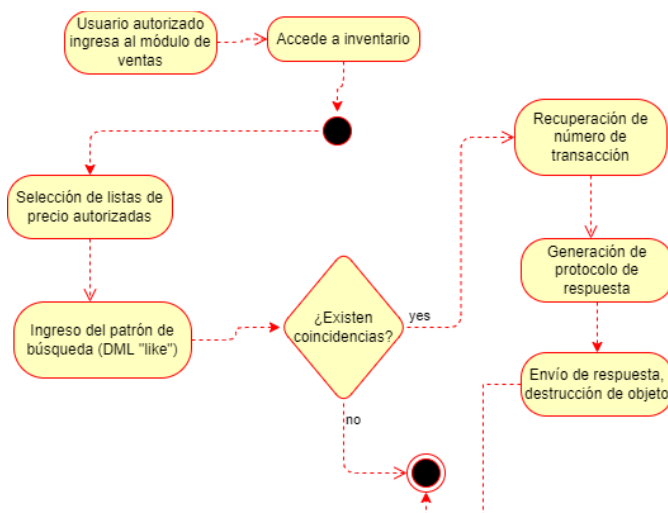 Usuario autorizado
ingresa al módulo de
ventas
Accede a inventario
Recuperación de
número de
transacción
Selección de listas de
precio autorizadas
Generación de
protocolo de
respuesta
Ingreso del patrón de
búsqueda (DML "like")
¿Existen
coincidencias?
yes
no
Envío de respuesta,
destrucción de objeto